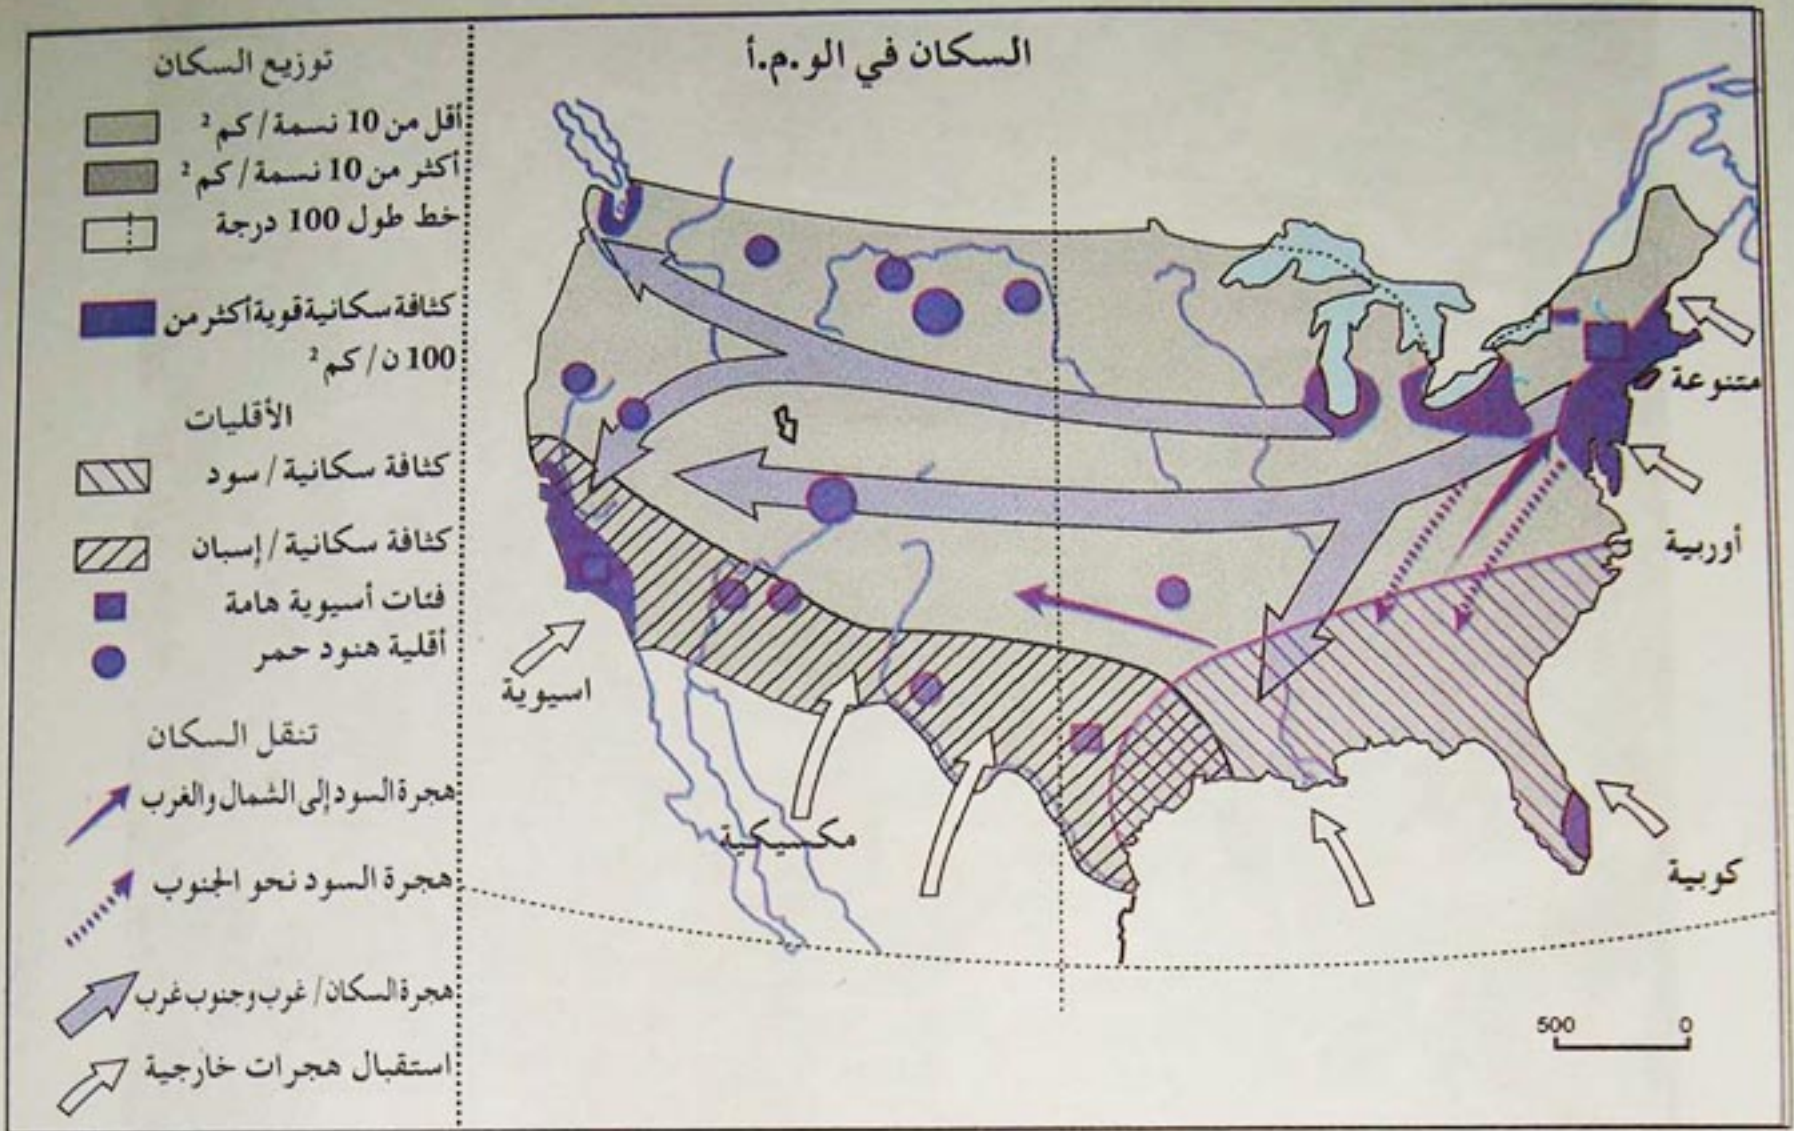 السكان في الو.م.أ
توزيع السكان
أقل من 10 نسمة/كم²
أكثر من 10 نسمة/كم²
خط طول 100 درجة
كثافة سكانية قوية أكثر من
100 ن/كم²
الأقليات
كثافة سكانية/سود
كثافة سكانية/إسبان
فئات أسيوية هامة
أقلية هنود حمر
تنقل السكان
هجرة السود إلى الشمال والغرب
هجرة السود نحو الجنوب
هجرة السكان/غرب وجنوب غرب
استقبال هجرات خارجية
متنوعة
أوربية
اسيوية
مكسيكية
كوبية
500 0